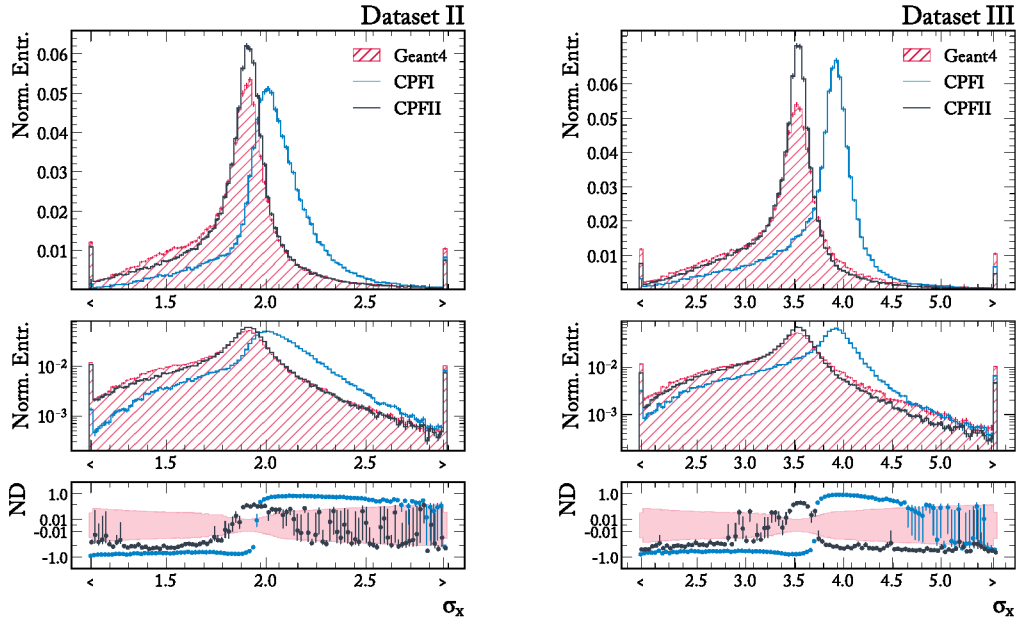 Dataset II
Norm. Entr.
0.06
0.05
0.04
0.03
0.02
0.01
Geant4
CPFI
CPFII
< 1.5 2.0 2.5 >
Norm. Entr.
10⁻²
10⁻³
< 1.5 2.0 2.5 >
ND
1.0
0.01
-0.01
-1.0
< 1.5 2.0 2.5 >
σₓ
Dataset III
Norm. Entr.
0.06
0.04
0.02
0.00
Geant4
CPFI
CPFII
< 2.5 3.0 3.5 4.0 4.5 5.0 >
Norm. Entr.
10⁻²
10⁻³
< 2.5 3.0 3.5 4.0 4.5 5.0 >
ND
1.0
0.01
-0.01
-1.0
< 2.5 3.0 3.5 4.0 4.5 5.0 >
σₓ